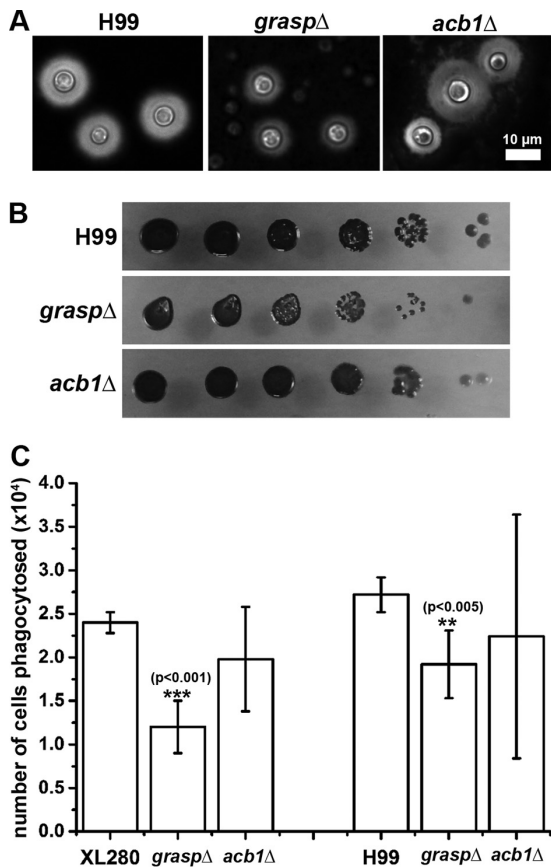 A
H99
graspΔ
acb1Δ
10 μm
B
H99
graspΔ
acb1Δ
C
number of cells phagocytosed (x10⁴)
4.0
3.5
3.0
2.5
2.0
1.5
1.0
0.5
0.0
(p<0.001)
***
(p<0.005)
**
XL280
graspΔ
acb1Δ
H99
graspΔ
acb1Δ